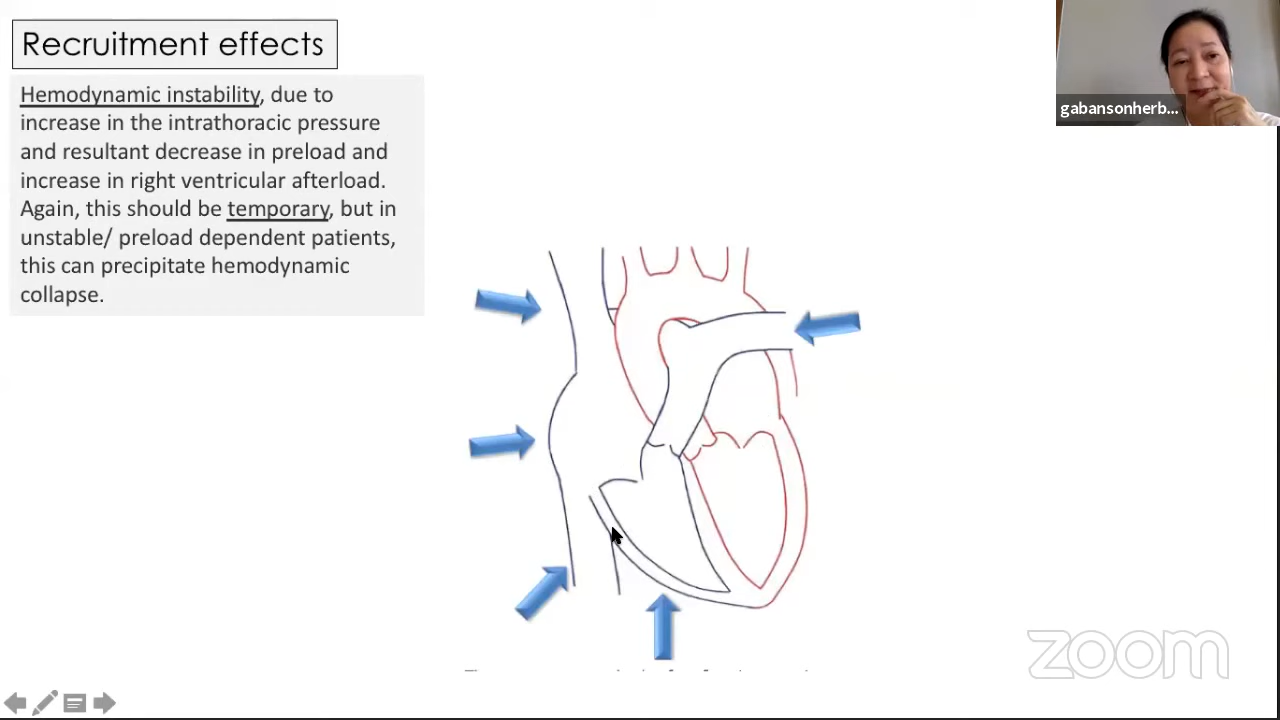 Recruitment effects
Hemodynamic instability, due to
increase in the intrathoracic pressure
and resultant decrease in preload and
increase in right ventricular afterload.
Again, this should be temporary, but in
unstable/ preload dependent patients,
this can precipitate hemodynamic
collapse.
gabansonherb...
zoom